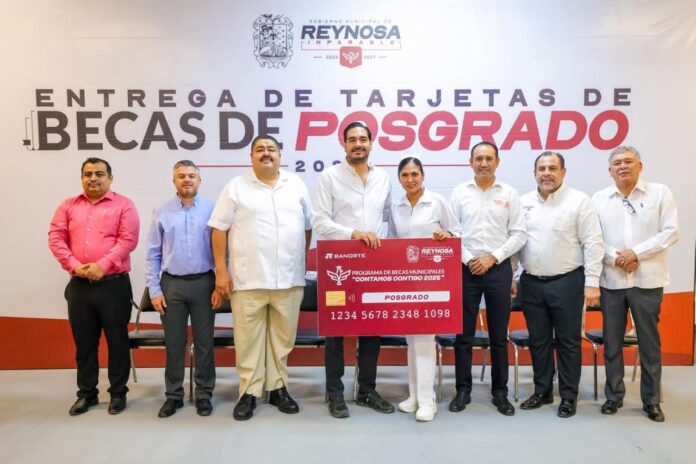 GOBIERNO MUNICIPAL DE
REYNOSA
IMPARABLE
2024 2027
ENTREGA DE TARJETAS DE
BECAS DE POSGRADO
BANORTE
REYNOSA
PROGRAMA DE BECAS MUNICIPALES
"CONTAMOS CONTIGO 2025"
POSGRADO
1234 5678 2348 1098